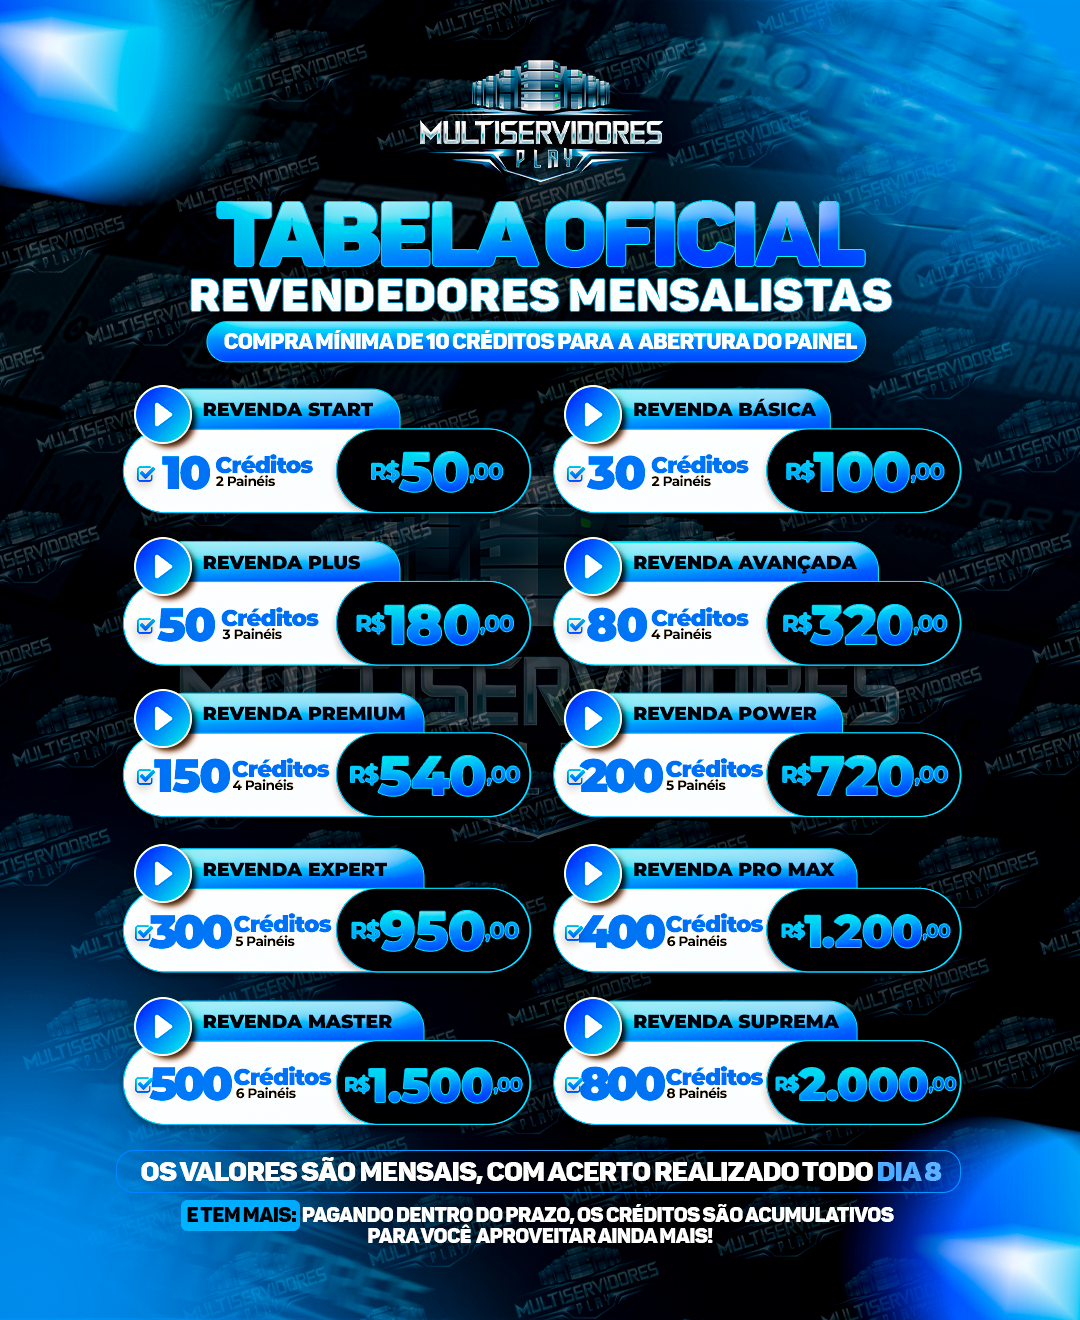 MULTISERVIDORES
PLAY
TABELA OFICIAL
REVENDEDORES MENSALISTAS
COMPRA MÍNIMA DE 10 CRÉDITOS PARA A ABERTURA DO PAINEL
REVENDA START
10 Créditos
2 Painéis
R$50,00
REVENDA BÁSICA
30 Créditos
2 Painéis
R$100,00
REVENDA PLUS
50 Créditos
3 Painéis
R$180,00
REVENDA AVANÇADA
80 Créditos
4 Painéis
R$320,00
REVENDA PREMIUM
150 Créditos
4 Painéis
R$540,00
REVENDA POWER
200 Créditos
5 Painéis
R$720,00
REVENDA EXPERT
300 Créditos
5 Painéis
R$950,00
REVENDA PRO MAX
400 Créditos
6 Painéis
R$1.200,00
REVENDA MASTER
500 Créditos
6 Painéis
R$1.500,00
REVENDA SUPREMA
800 Créditos
8 Painéis
R$2.000,00
OS VALORES SÃO MENSAIS, COM ACERTO REALIZADO TODO DIA 8
E TEM MAIS: PAGANDO DENTRO DO PRAZO, OS CRÉDITOS SÃO ACUMULATIVOS
PARA VOCÊ APROVEITAR AINDA MAIS!